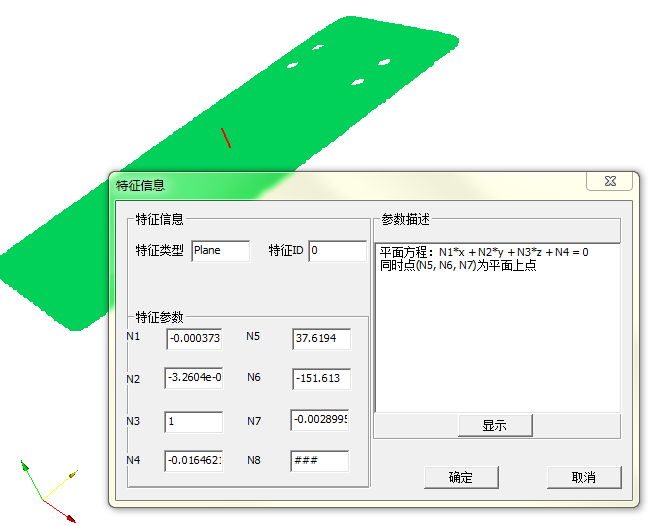 特征信息
特征信息
特征类型 Plane 特征ID 0
特征参数
N1 -0.000373 N5 37.6194
N2 -3.2604e-0 N6 -151.613
N3 1 N7 -0.0028995
N4 -0.0164621 N8 ###
参数描述
平面方程：N1*x + N2*y + N3*z + N4 = 0
同时点(N5, N6, N7)为平面上点
显示
确定 取消